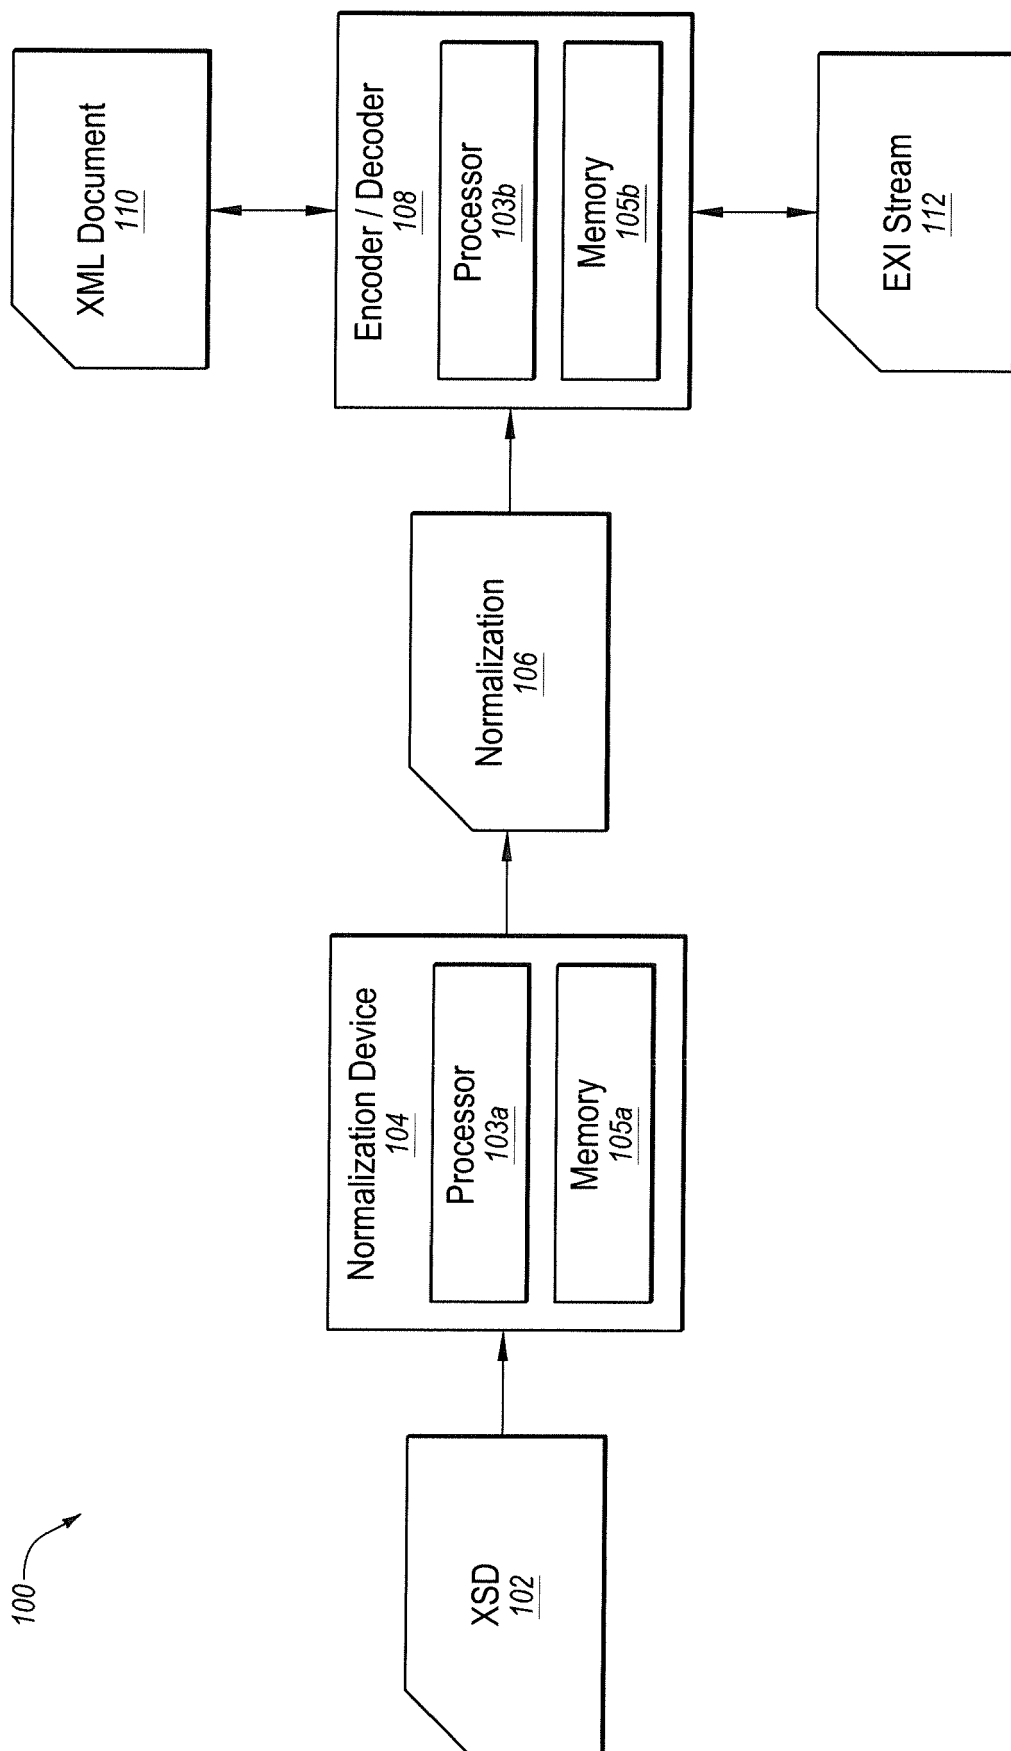 100
XSD
102
Normalization Device
104
Processor
103a
Memory
105a
Normalization
106
XML Document
110
Encoder / Decoder
108
Processor
103b
Memory
105b
EXI Stream
112